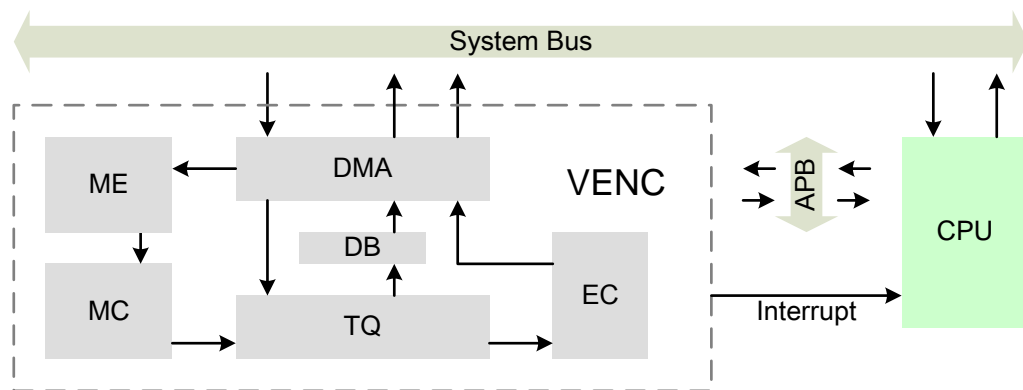 System Bus
ME
DMA
VENC
APB
CPU
DB
MC
TQ
EC
Interrupt